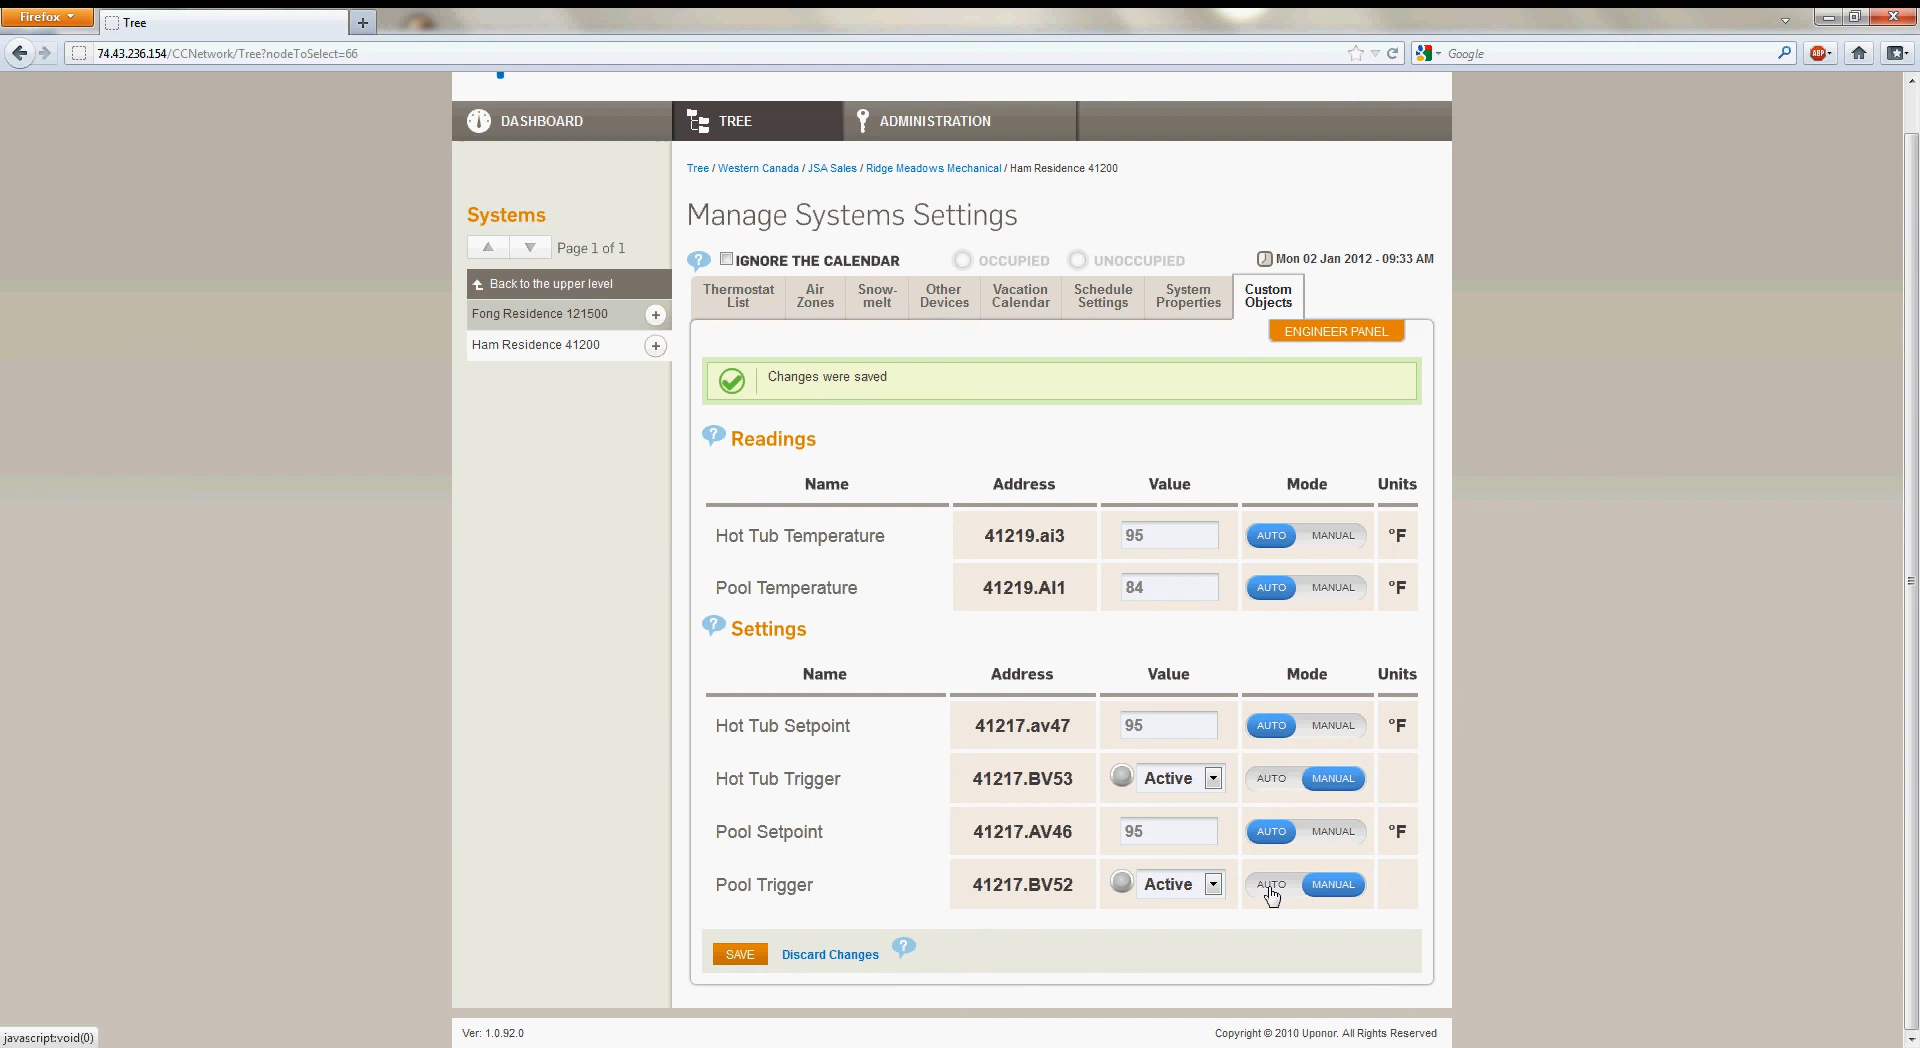 Firefox
Tree
74.43.236.154/CCNetwork/Tree?nodeToSelect=66
Google
ABP
DASHBOARD
TREE
ADMINISTRATION
Tree / Western Canada / JSA Sales / Ridge Meadows Mechanical / Ham Residence 41200
Systems
Page 1 of 1
Back to the upper level
Fong Residence 121500
Ham Residence 41200
Manage Systems Settings
? IGNORE THE CALENDAR OCCUPIED UNOCCUPIED Mon 02 Jan 2012 - 09:33 AM
Thermostat List
Air Zones
Snow-melt
Other Devices
Vacation Calendar
Schedule Settings
System Properties
Custom Objects
ENGINEER PANEL
Changes were saved
? Readings
Name Address Value Mode Units
Hot Tub Temperature 41219.ai3 95 AUTO MANUAL °F
Pool Temperature 41219.AI1 84 AUTO MANUAL °F
? Settings
Name Address Value Mode Units
Hot Tub Setpoint 41217.av47 95 AUTO MANUAL °F
Hot Tub Trigger 41217.BV53 Active AUTO MANUAL
Pool Setpoint 41217.AV46 95 AUTO MANUAL °F
Pool Trigger 41217.BV52 Active AUTO MANUAL
SAVE Discard Changes ?
Ver: 1.0.92.0
Copyright © 2010 Uponor. All Rights Reserved
javascript:void(0)